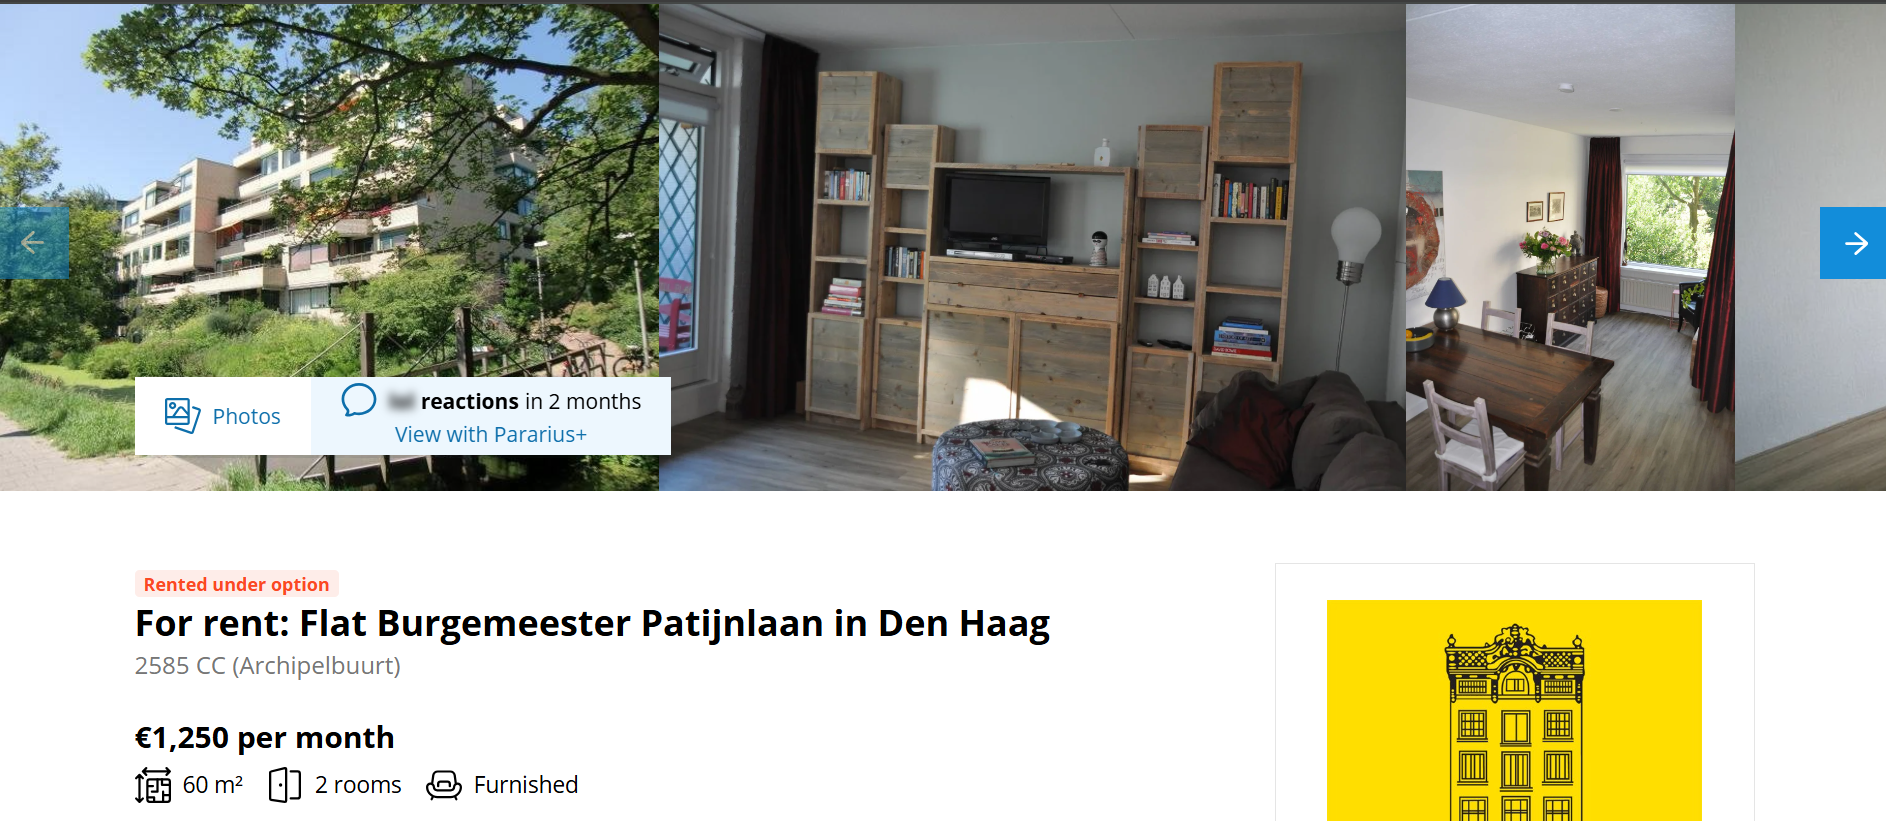 Photos
reactions in 2 months
View with Pararius+
Rented under option
For rent: Flat Burgemeester Patijnlaan in Den Haag
2585 CC (Archipelbuurt)
€1,250 per month
60 m² 2 rooms Furnished